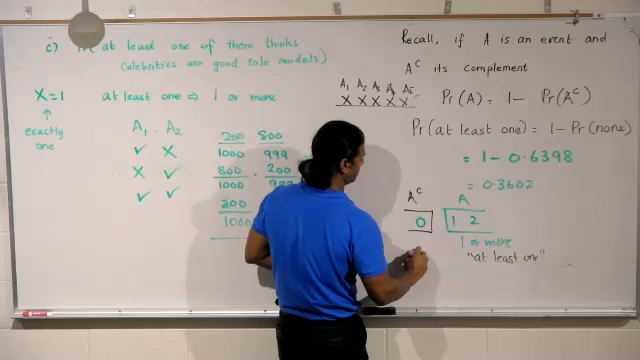 c) at least one of them thinks
celebrities are good role models)
X=1 at least one ⇒ 1 or more
↑
exactly
one
A₁ . A₂
✓ X
X ✓
✓ ✓
200/1000 . 800/999
800/1000 . 200/999
200/1000
Recall, if A is an event and
Aᶜ its complement
A₁ A₂ A₃ A₄ A₅
X X X X X
Pr(A) = 1 - Pr(Aᶜ)
Pr(at least one) = 1 - Pr(none)
= 1 - 0.6398
= 0.3602
Aᶜ A
0 1 2
1 or more
"at least one"